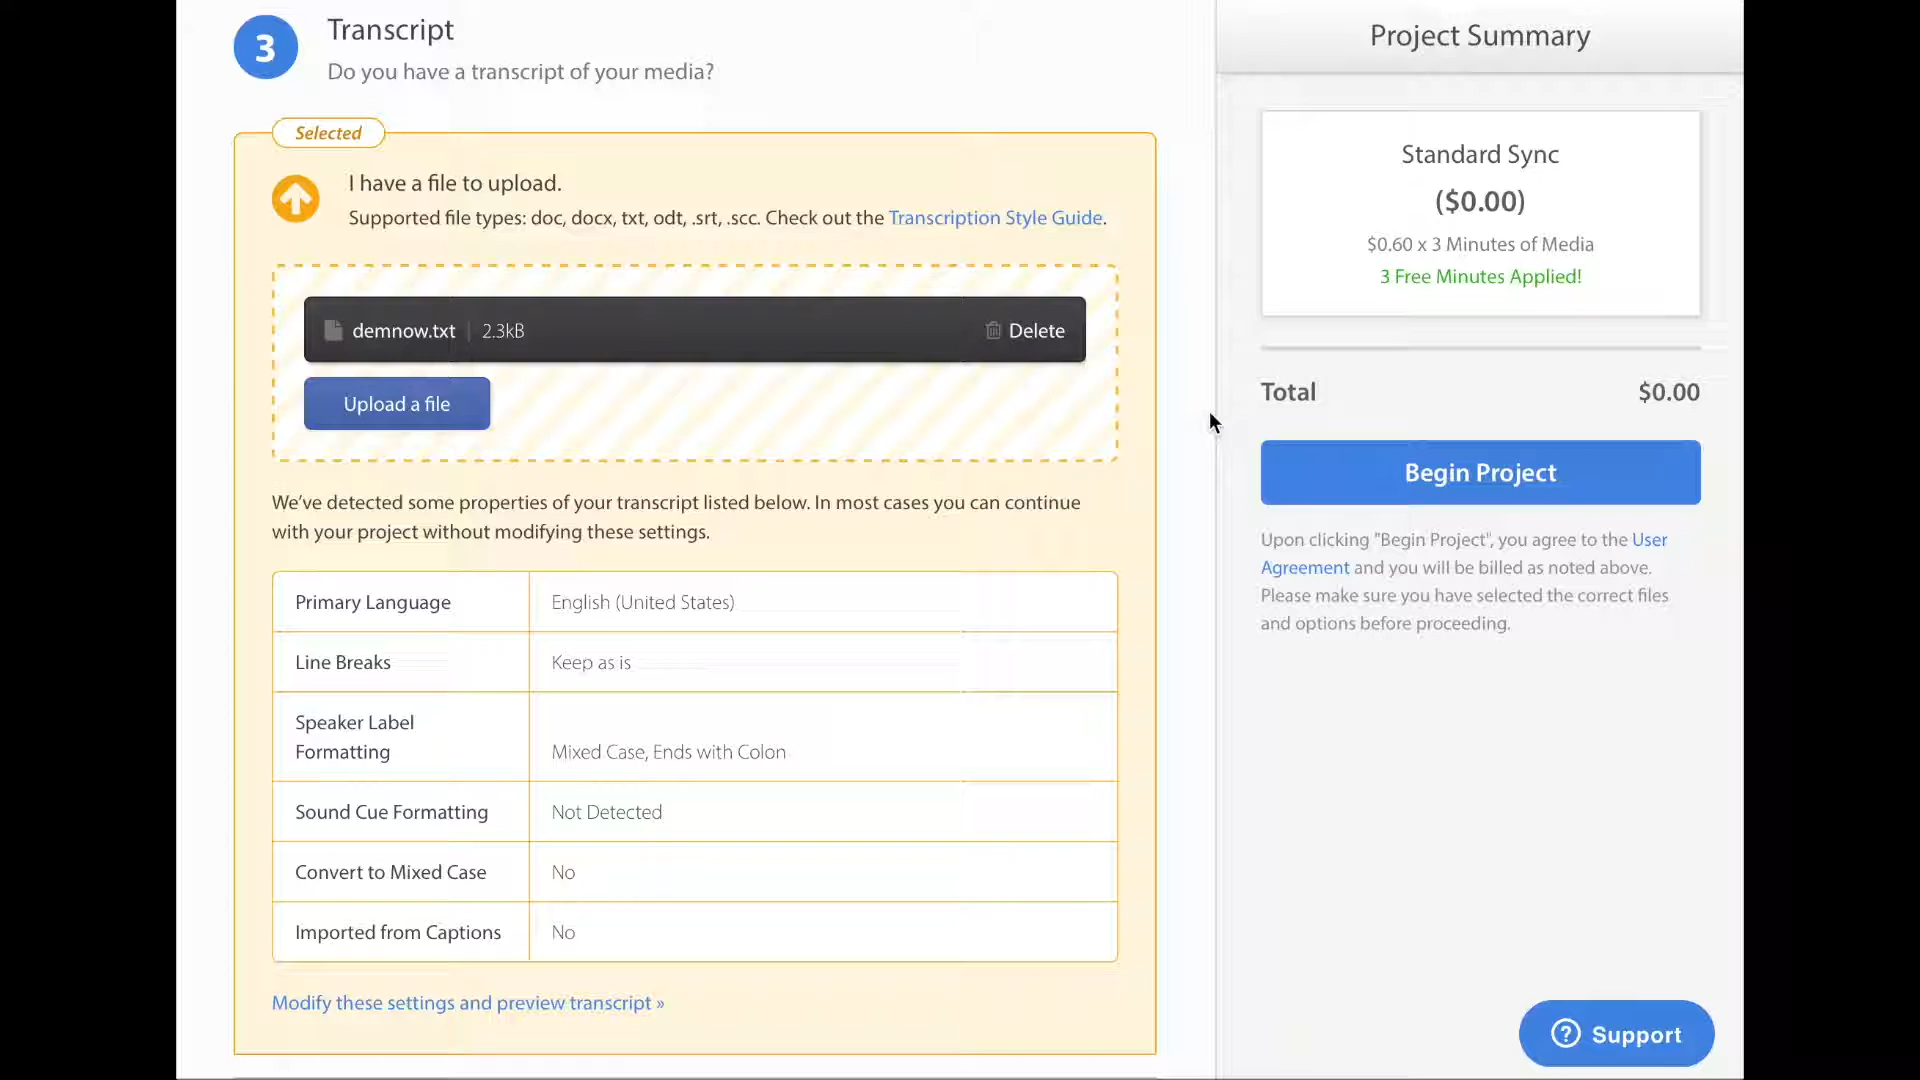 3
Transcript
Do you have a transcript of your media?
Selected
I have a file to upload.
Supported file types: doc, docx, txt, odt, .srt, .scc. Check out the Transcription Style Guide.
demnow.txt | 2.3kB
Delete
Upload a file
We've detected some properties of your transcript listed below. In most cases you can continue
with your project without modifying these settings.
Primary Language English (United States)
Line Breaks Keep as is
Speaker Label
Formatting Mixed Case, Ends with Colon
Sound Cue Formatting Not Detected
Convert to Mixed Case No
Imported from Captions No
Modify these settings and preview transcript »
Project Summary
Standard Sync
($0.00)
$0.60 x 3 Minutes of Media
3 Free Minutes Applied!
Total $0.00
Begin Project
Upon clicking "Begin Project", you agree to the User
Agreement and you will be billed as noted above.
Please make sure you have selected the correct files
and options before proceeding.
? Support